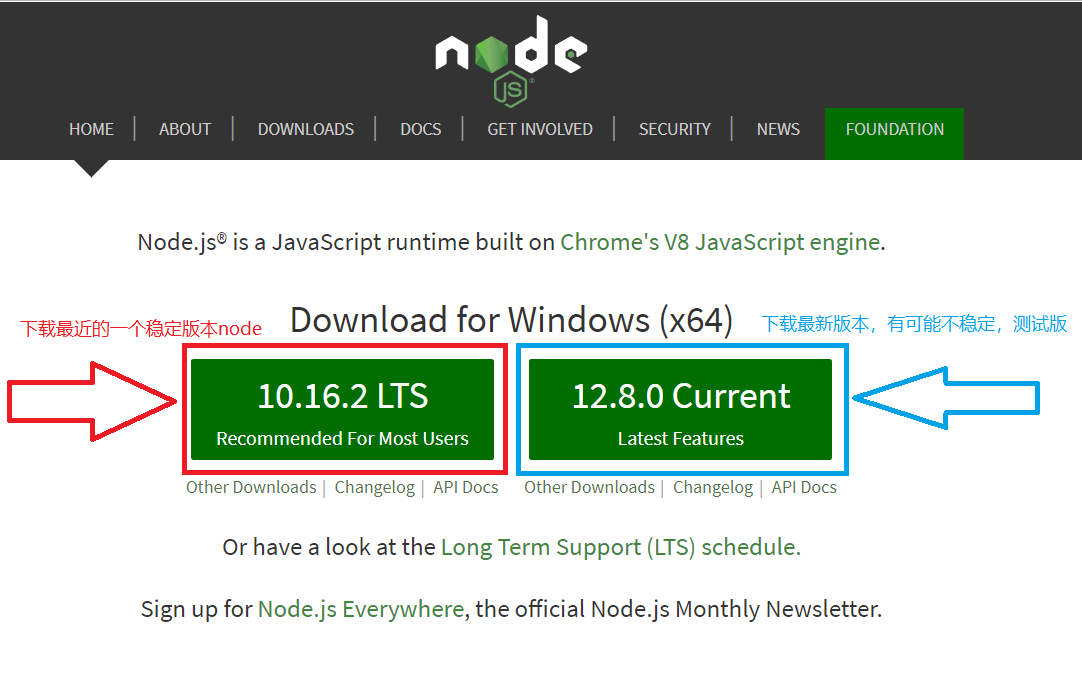 node
JS
HOME | ABOUT | DOWNLOADS | DOCS | GET INVOLVED | SECURITY | NEWS FOUNDATION
Node.js® is a JavaScript runtime built on Chrome's V8 JavaScript engine.
Download for Windows (x64)
下载最近的一个稳定版本node
下载最新版本，有可能不稳定，测试版
10.16.2 LTS
Recommended For Most Users
12.8.0 Current
Latest Features
Other Downloads | Changelog | API Docs
Other Downloads | Changelog | API Docs
Or have a look at the Long Term Support (LTS) schedule.
Sign up for Node.js Everywhere, the official Node.js Monthly Newsletter.